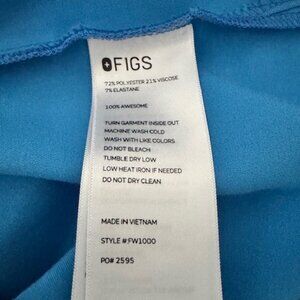 FIGS
72% POLYESTER 21% VISCOSE
7% ELASTANE
100% AWESOME
TURN GARMENT INSIDE OUT
MACHINE WASH COLD
WASH WITH LIKE COLORS
DO NOT BLEACH
TUMBLE DRY LOW
LOW HEAT IRON IF NEEDED
DO NOT DRY CLEAN
MADE IN VIETNAM
STYLE #:FW1000
PO# 2595